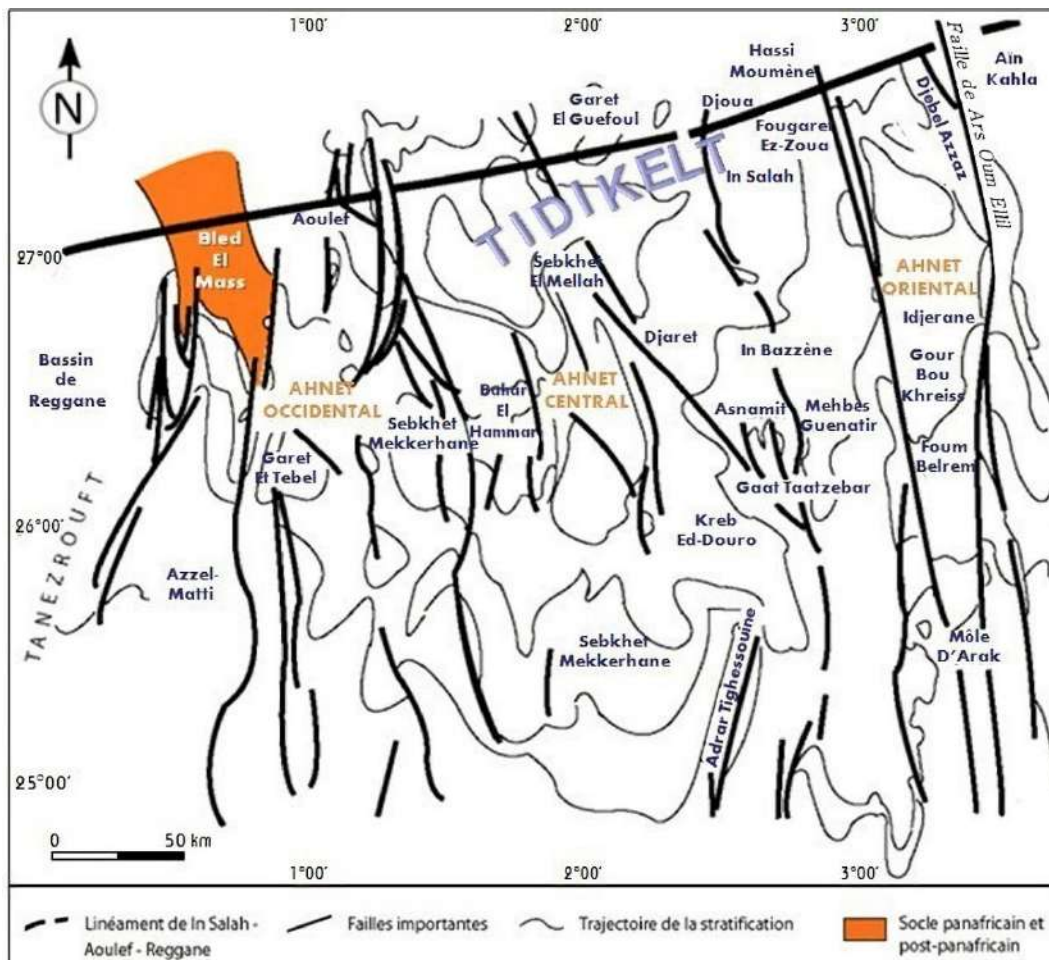 1°00'
2°00'
3°00'
Hassi
Moumène
Faille de Ars Oum Ellil
Aïn
Kahla
N
Garet
El Guefoul
Djoua
Djebel Azzaz
Fougaret
Ez-Zoua
TIDIKELT
In Salah
Aoulef
27°00'
Bled
El
Mass
Sebkhet
El Mellah
AHNET
ORIENTAL
Idjerane
Djaret
In Bazzène
Bassin
de
Reggane
Gour
Bou
Khreiss
AHNET
OCCIDENTAL
Bahar
El
Hammar
AHNET
CENTRAL
Sebkhet
Mekkerhane
Asnamit
Mehbès
Guenatir
Garet
Et Tebel
Foum
Belrem
Gaat Taatzebar
26°00'
Kreb
Ed-Douro
TANEZROUFT
Azzel-
Matti
Sebkhet
Mekkerhane
Adrar Tighessouine
Môle
D'Arak
25°00'
0 50 km
1°00'
2°00'
3°00'
Linéament de In Salah -
Aoulef - Reggane
Failles importantes
Trajectoire de la stratification
Socle panafricain et
post-panafricain